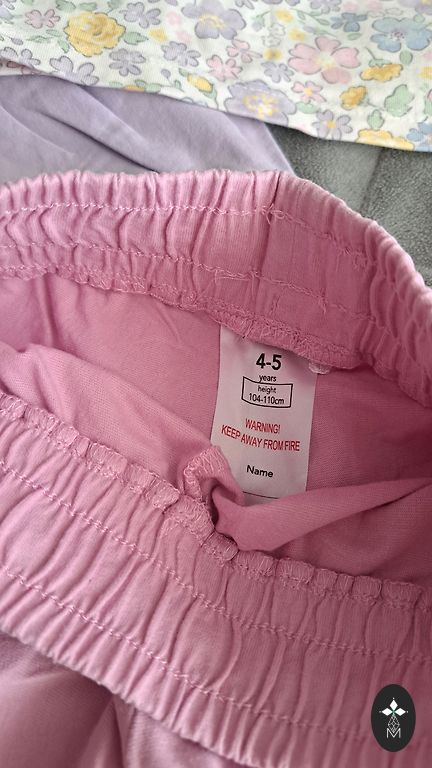 4-5
years
height
104-110cm
WARNING!
KEEP AWAY FROM FIRE
Name